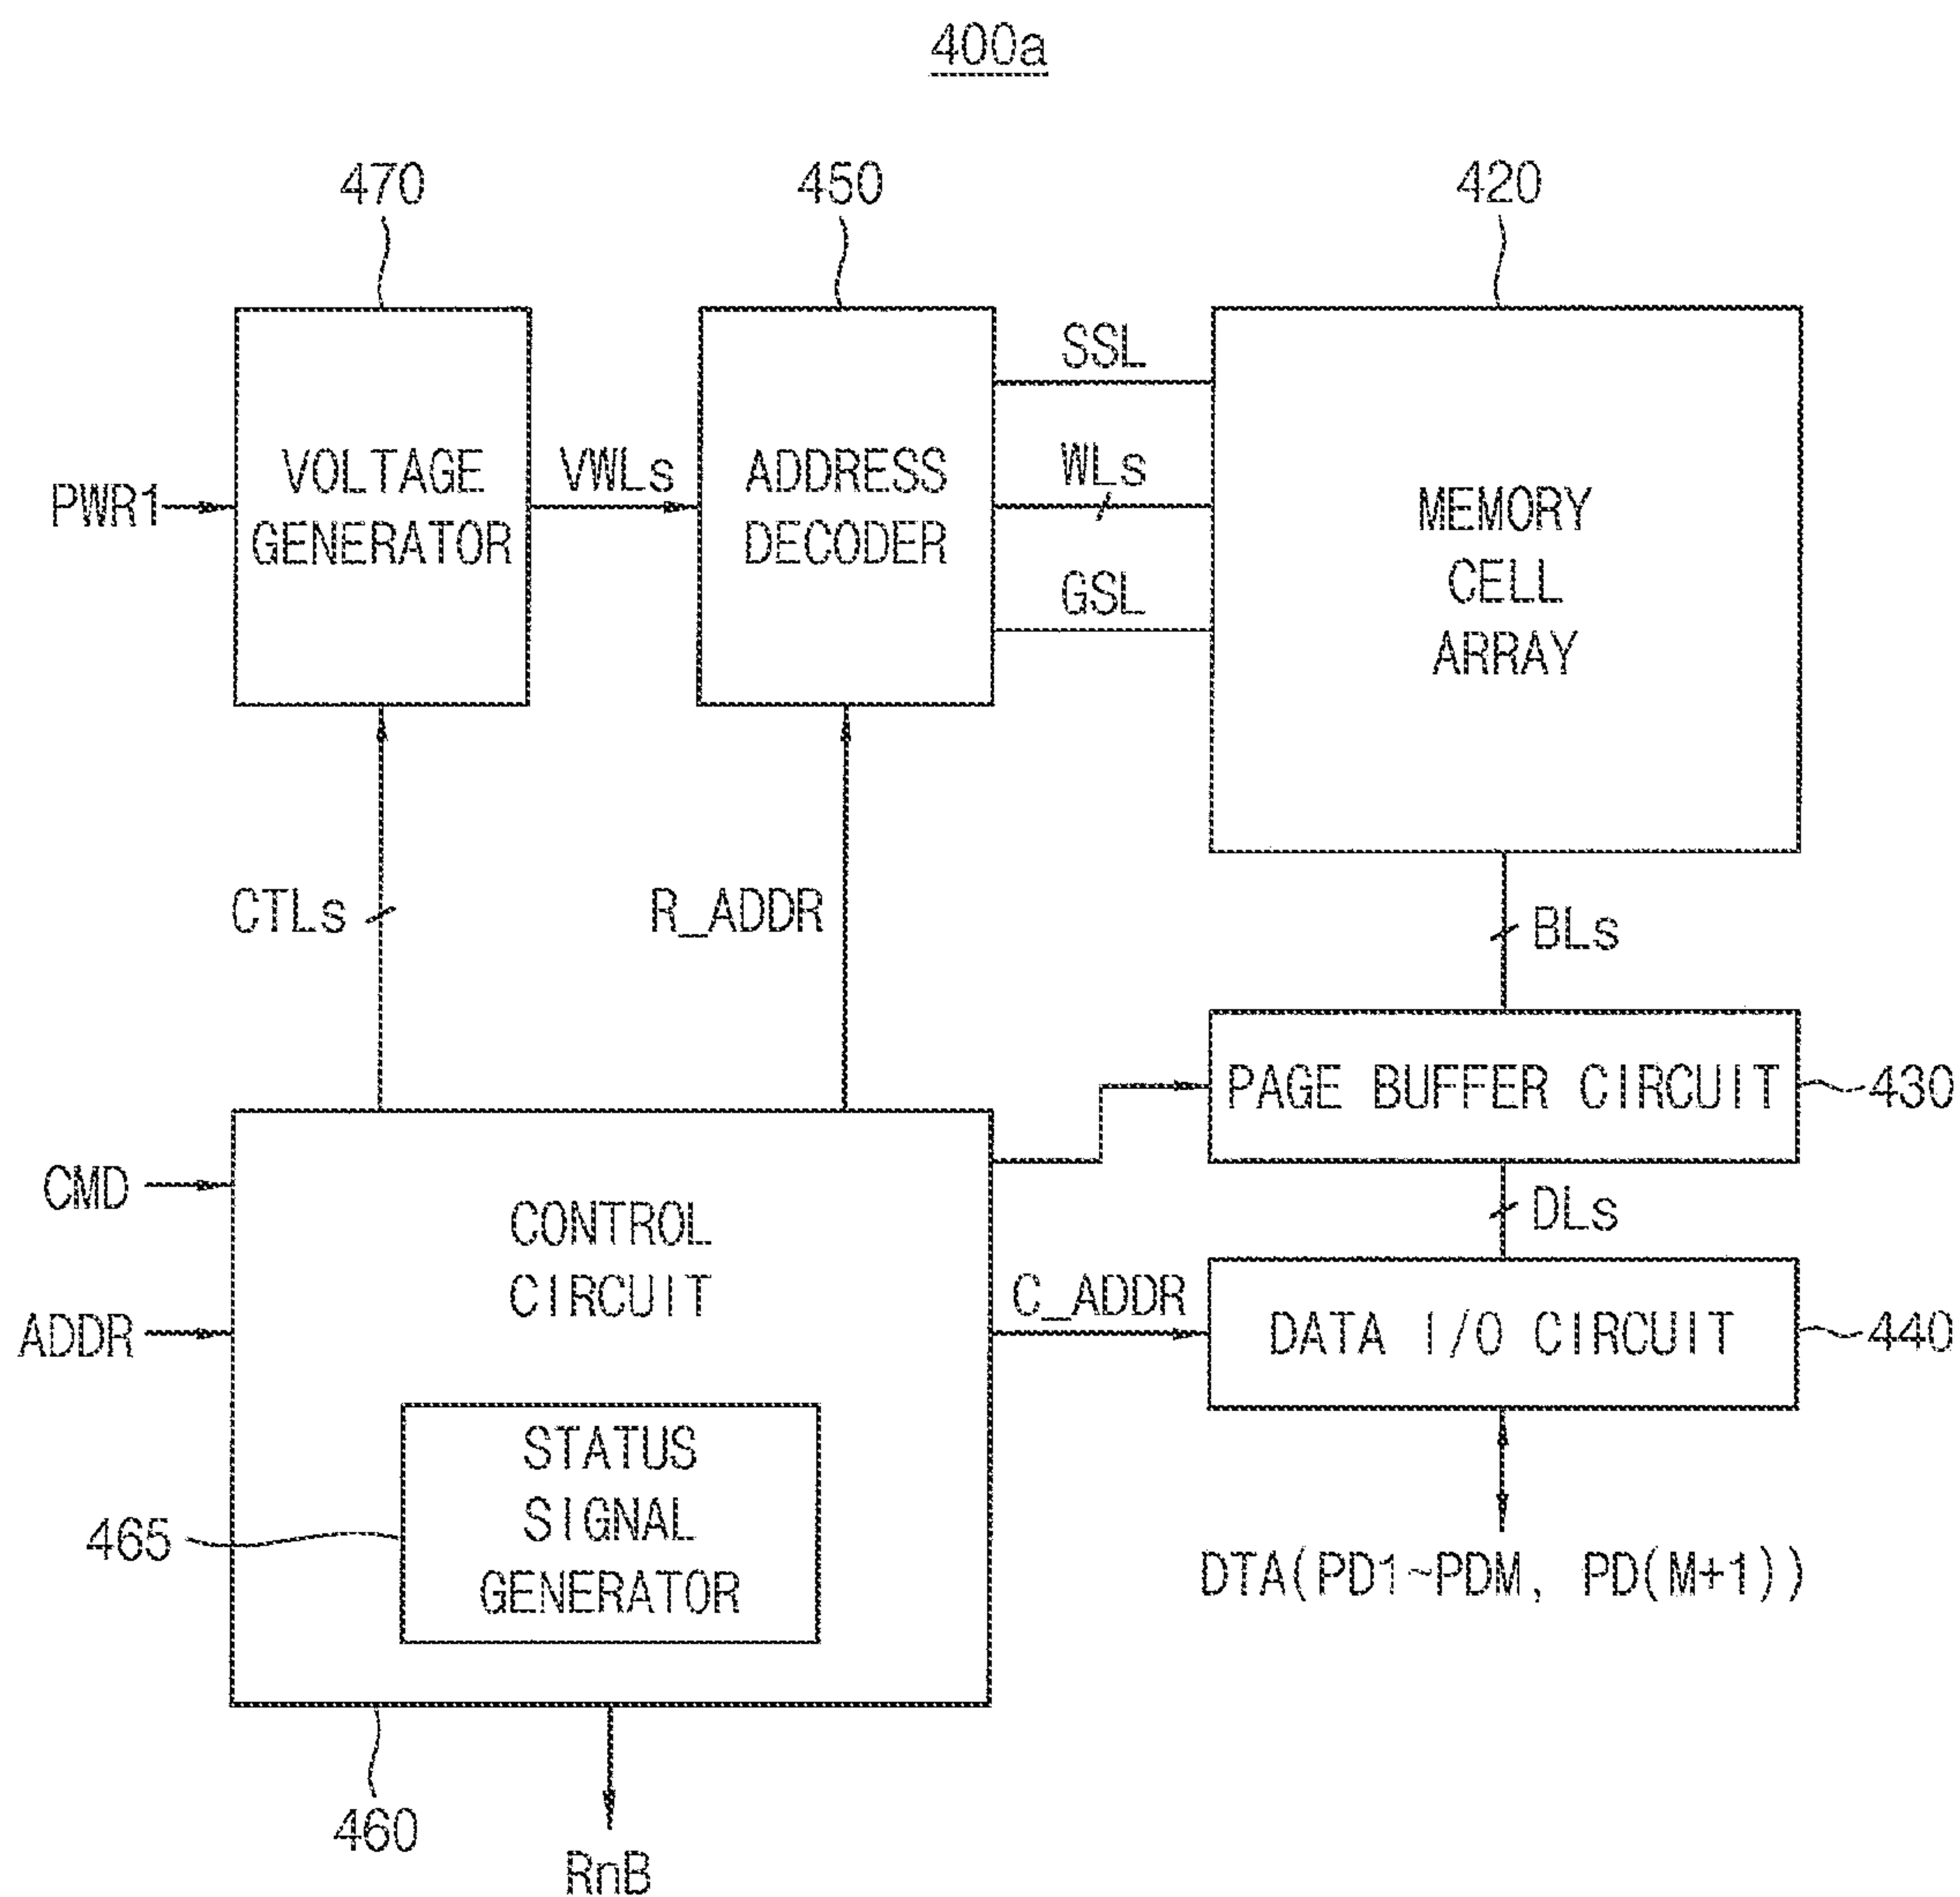 400a
470
450
420
SSL
VOLTAGE
GENERATOR
VWLs
ADDRESS
DECODER
WLs
PWR1
MEMORY
CELL
ARRAY
GSL
CTLs
R_ADDR
BLs
PAGE BUFFER CIRCUIT
430
CMD
CONTROL
CIRCUIT
DLs
ADDR
C_ADDR
DATA I/O CIRCUIT
440
STATUS
SIGNAL
GENERATOR
465
DTA(PD1~PDM, PD(M+1))
460
RnB